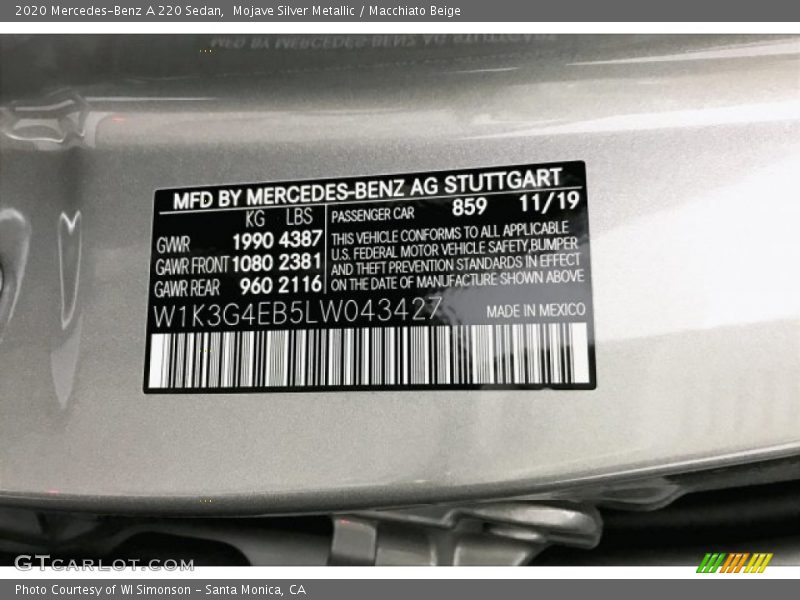 2020 Mercedes-Benz A 220 Sedan, Mojave Silver Metallic / Macchiato Beige
MFD BY MERCEDES-BENZ AG STUTTGART
KG LBS
GWR 1990 4387
GAWR FRONT 1080 2381
GAWR REAR 960 2116
PASSENGER CAR 859 11/19
THIS VEHICLE CONFORMS TO ALL APPLICABLE
U.S. FEDERAL MOTOR VEHICLE SAFETY,BUMPER
AND THEFT PREVENTION STANDARDS IN EFFECT
ON THE DATE OF MANUFACTURE SHOWN ABOVE
W1K3G4EB5LW043427 MADE IN MEXICO
GTCARLOT.COM
Photo Courtesy of WI Simonson - Santa Monica, CA